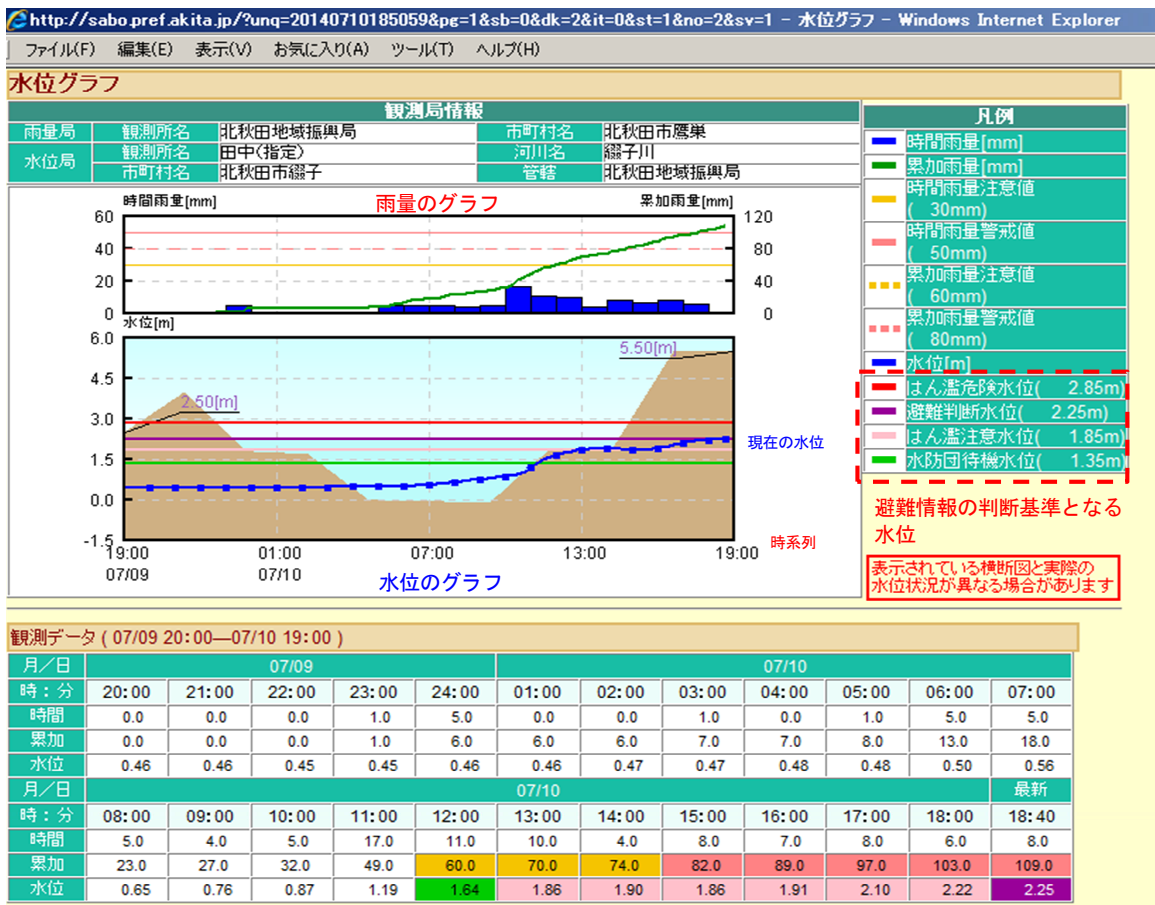 http://sabo.pref.akita.jp/?unq=20140710185059&pg=1&sb=0&dk=2&it=0&st=1&no=2&sv=1 - 水位グラフ - Windows Internet Explorer
ファイル(F) 編集(E) 表示(V) お気に入り(A) ツール(T) ヘルプ(H)
水位グラフ
観測局情報
雨量局 観測所名 北秋田地域振興局 市町村名 北秋田市鷹巣
水位局 観測所名 田中(指定) 河川名 綴子川
市町村名 北秋田市綴子 管轄 北秋田地域振興局
時間雨量[mm] 雨量のグラフ 累加雨量[mm]
60 120
40 80
20 40
0 0
水位[m]
6.0
5.50[m]
4.5
2.50[m]
3.0
現在の水位
1.5
0.0
-1.5
19:00 01:00 07:00 13:00 19:00 時系列
07/09 07/10
水位のグラフ
凡例
時間雨量[mm]
累加雨量[mm]
時間雨量注意値
( 30mm)
時間雨量警戒値
( 50mm)
累加雨量注意値
( 60mm)
累加雨量警戒値
( 80mm)
水位[m]
はん濫危険水位( 2.85m)
避難判断水位( 2.25m)
はん濫注意水位( 1.85m)
水防団待機水位( 1.35m)
避難情報の判断基準となる
水位
表示されている横断図と実際の
水位状況が異なる場合があります
観測データ ( 07/09 20:00―07/10 19:00 )
月／日 07/09 07/10
時：分 20:00 21:00 22:00 23:00 24:00 01:00 02:00 03:00 04:00 05:00 06:00 07:00
時間 0.0 0.0 0.0 1.0 5.0 0.0 0.0 1.0 0.0 1.0 5.0 5.0
累加 0.0 0.0 0.0 1.0 6.0 6.0 6.0 7.0 7.0 8.0 13.0 18.0
水位 0.46 0.46 0.45 0.45 0.46 0.46 0.47 0.47 0.48 0.48 0.50 0.56
月／日 07/10 最新
時：分 08:00 09:00 10:00 11:00 12:00 13:00 14:00 15:00 16:00 17:00 18:00 18:40
時間 5.0 4.0 5.0 17.0 11.0 10.0 4.0 8.0 7.0 8.0 6.0 8.0
累加 23.0 27.0 32.0 49.0 60.0 70.0 74.0 82.0 89.0 97.0 103.0 109.0
水位 0.65 0.76 0.87 1.19 1.64 1.86 1.90 1.86 1.91 2.10 2.22 2.25